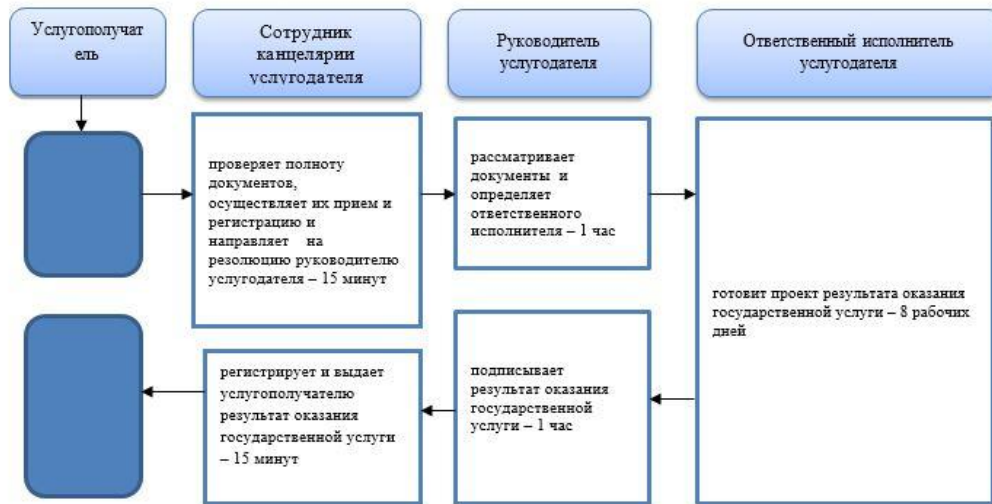 Услугополучат
ель
Сотрудник
канцелярии
услугодателя
Руководитель
услугодателя
Ответственный исполнитель
услугодателя
проверяет полноту
документов,
осуществляет их прием и
регистрацию и
направляет на
резолюцию руководителю
услугодателя – 15 минут
рассматривает
документы и
определяет
ответственного
исполнителя – 1 час
готовит проект результата оказания
государственной услуги – 8 рабочих
дней
подписывает
результат оказания
государственной
услуги – 1 час
регистрирует и выдает
услугополучателю
результат оказания
государственной услуги
– 15 минут